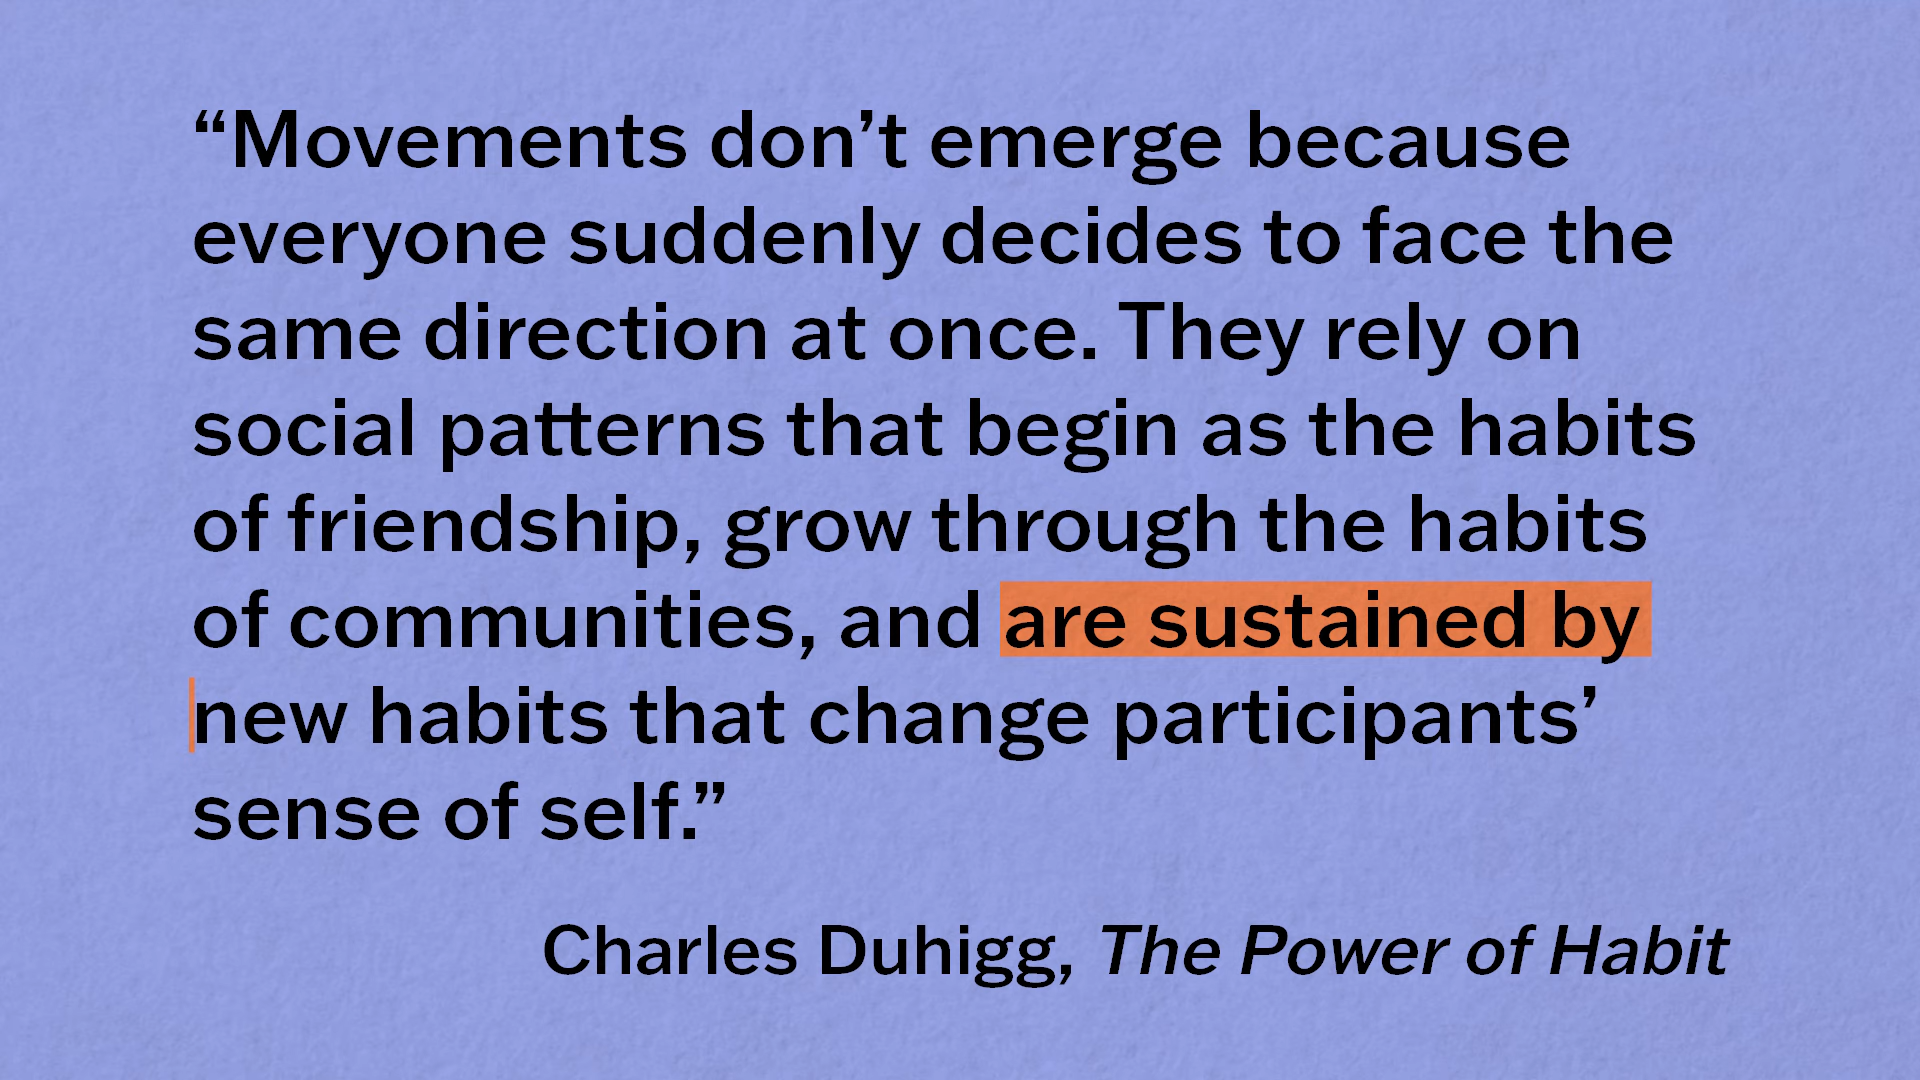 “Movements don’t emerge because
everyone suddenly decides to face the
same direction at once. They rely on
social patterns that begin as the habits
of friendship, grow through the habits
of communities, and are sustained by
new habits that change participants’
sense of self.”
Charles Duhigg, The Power of Habit